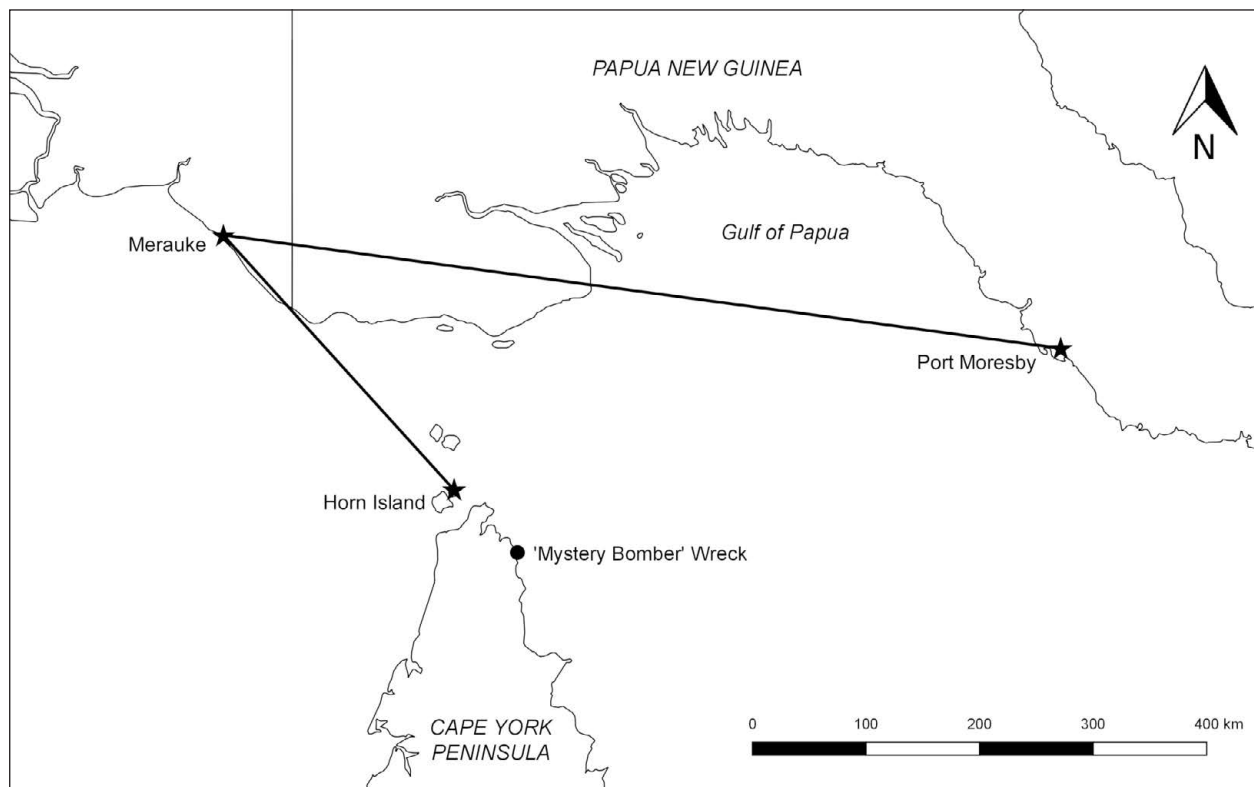 PAPUA NEW GUINEA
N
Gulf of Papua
Merauke
Port Moresby
Horn Island
'Mystery Bomber' Wreck
CAPE YORK
PENINSULA
0 100 200 300 400 km